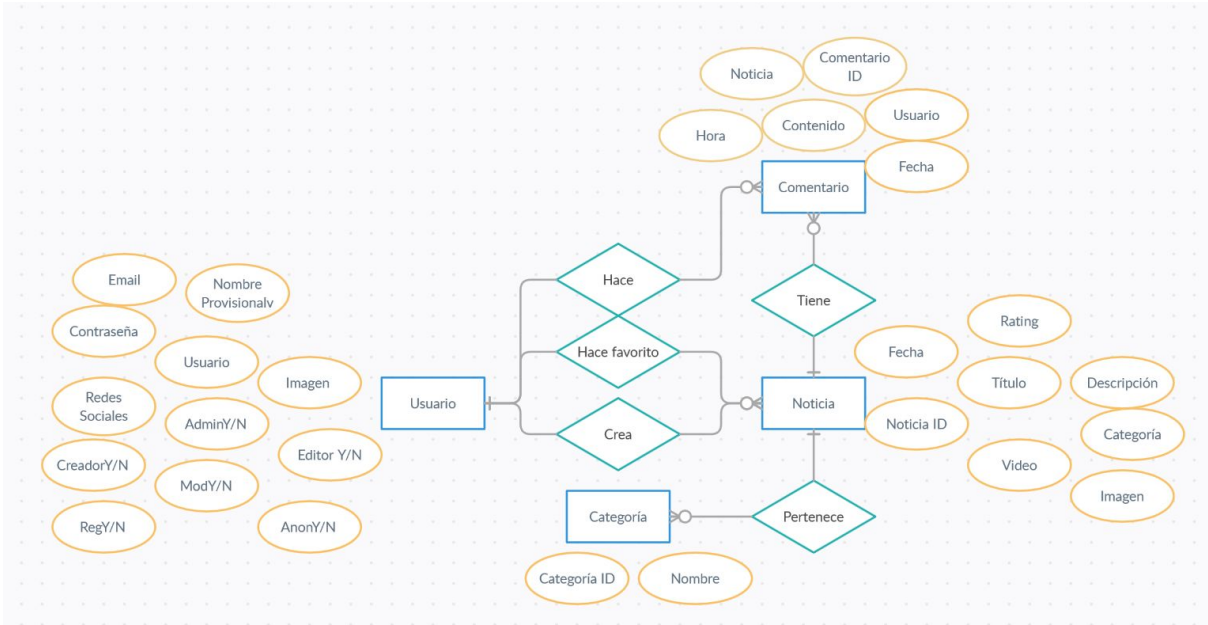 Comentario
ID
Noticia
Usuario
Contenido
Hora
Fecha
Comentario
Email
Nombre
Provisionalv
Hace
Tiene
Contraseña
Rating
Usuario
Hace favorito
Fecha
Imagen
Título
Descripción
Redes
Sociales
Usuario
Noticia
AdminY/N
Noticia ID
Crea
Categoría
Editor Y/N
CreadorY/N
Video
ModY/N
Imagen
Categoría
Pertenece
RegY/N
AnonY/N
Categoría ID
Nombre